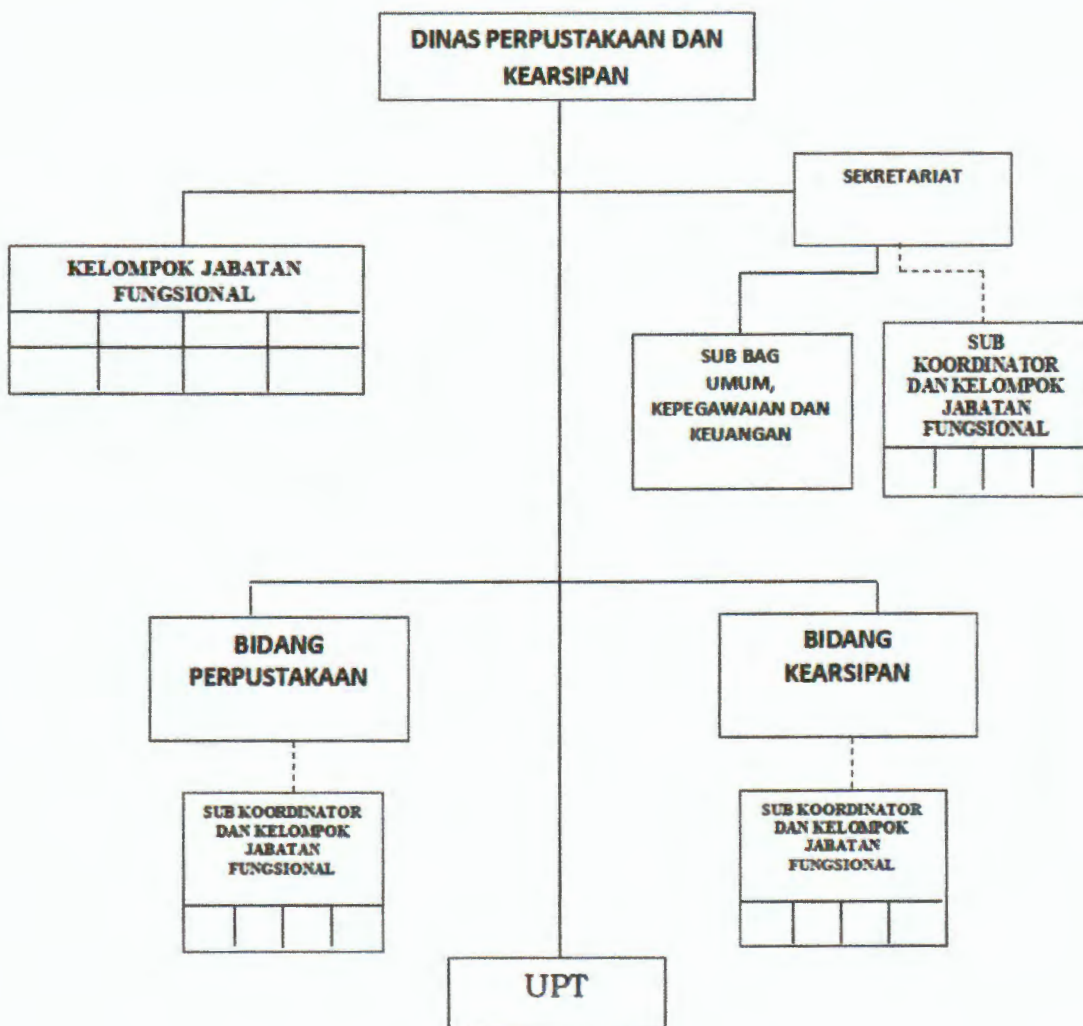 DINAS PERPUSTAKAAN DAN
KEARSIPAN
SEKRETARIAT
KELOMPOK JABATAN
FUNGSIONAL
SUB BAG
UMUM,
KEPEGAWAIAN DAN
KEUANGAN
SUB
KOORDINATOR
DAN KELOMPOK
JABATAN
FUNGSIONAL
BIDANG
PERPUSTAKAAN
BIDANG
KEARSIPAN
SUB KOORDINATOR
DAN KELOMPOK
JABATAN
FUNGSIONAL
SUB KOORDINATOR
DAN KELOMPOK
JABATAN
FUNGSIONAL
UPT